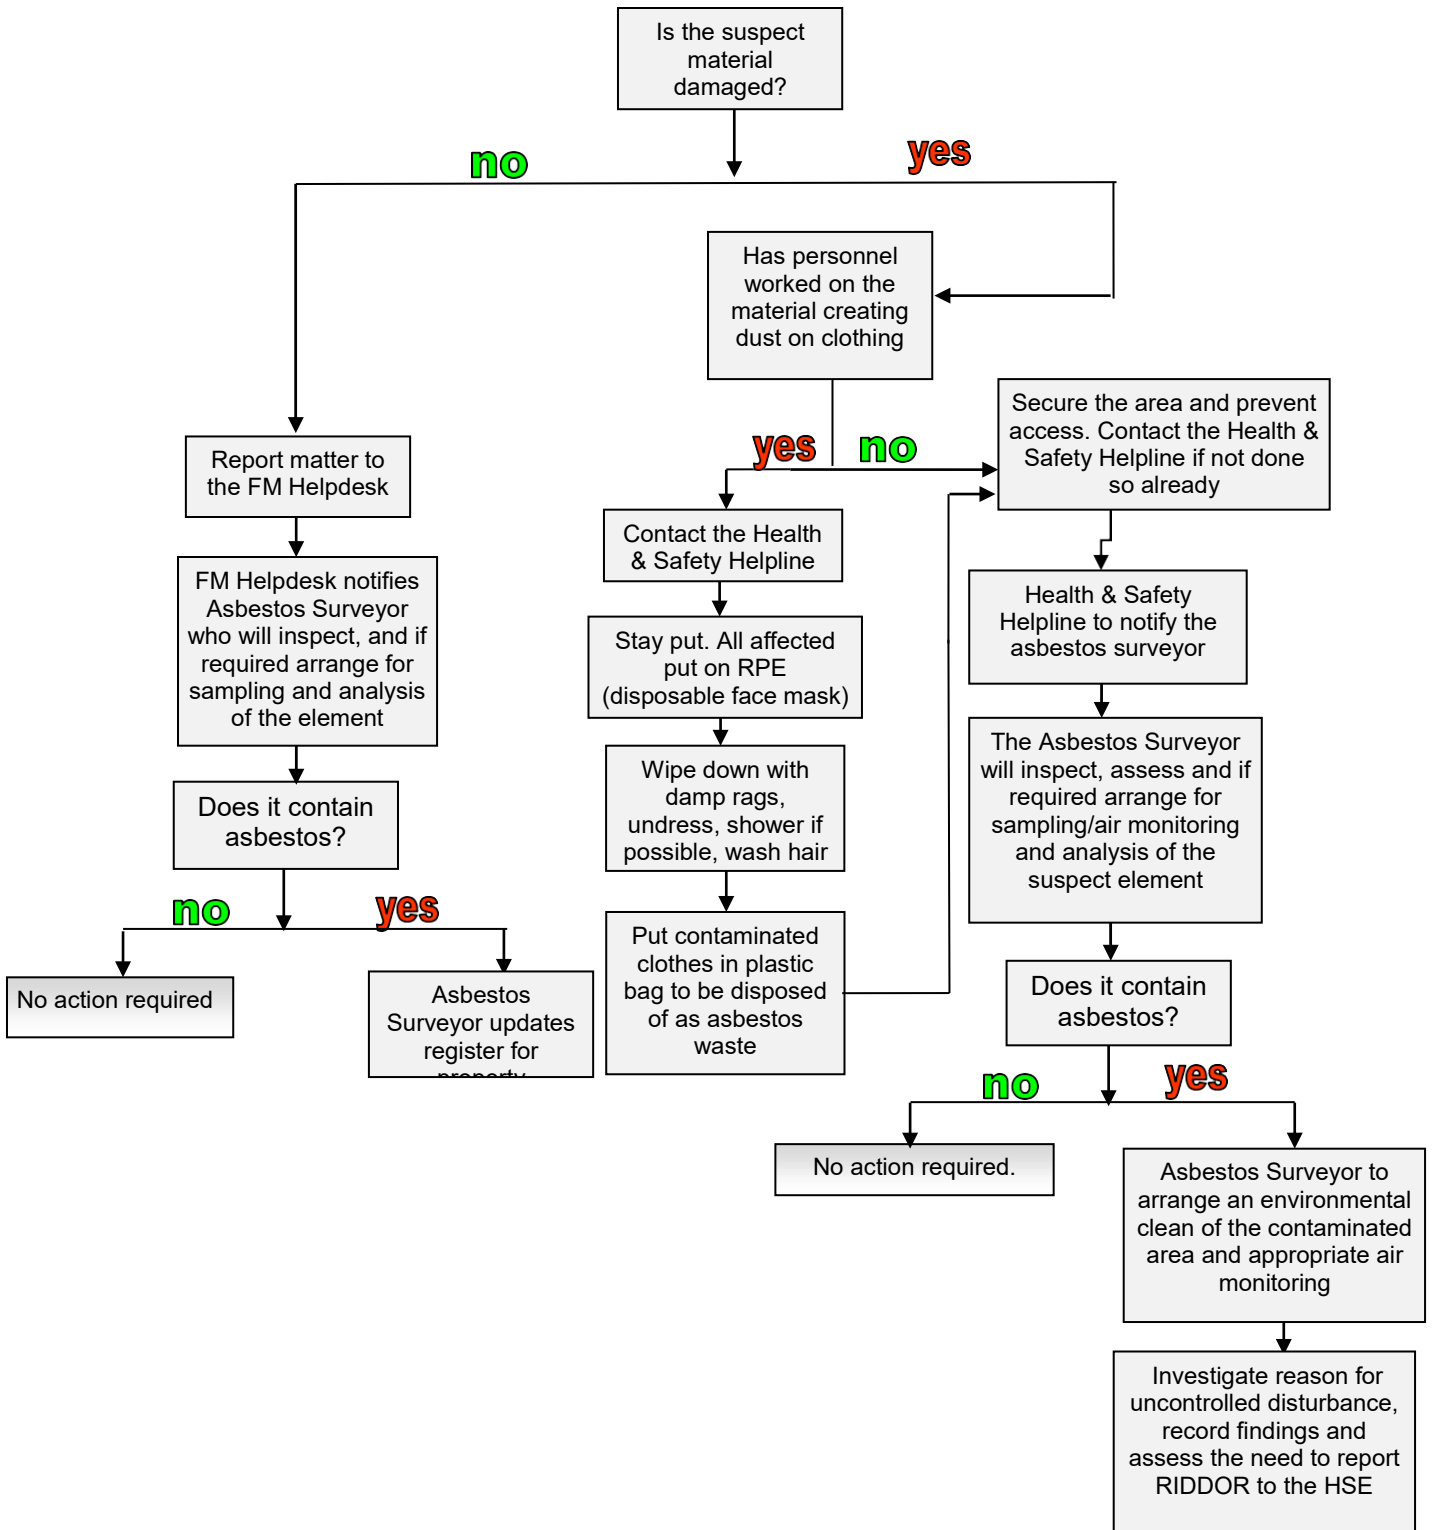 Is the suspect
material
damaged?
no
yes
Has personnel
worked on the
material creating
dust on clothing
yes
no
Secure the area and prevent
access. Contact the Health &
Safety Helpline if not done
so already
Report matter to
the FM Helpdesk
Contact the Health
& Safety Helpline
FM Helpdesk notifies
Asbestos Surveyor
who will inspect, and if
required arrange for
sampling and analysis
of the element
Health & Safety
Helpline to notify the
asbestos surveyor
Stay put. All affected
put on RPE
(disposable face mask)
The Asbestos Surveyor
will inspect, assess and if
required arrange for
sampling/air monitoring
and analysis of the
suspect element
Wipe down with
damp rags,
undress, shower if
possible, wash hair
Does it contain
asbestos?
no
yes
Put contaminated
clothes in plastic
bag to be disposed
of as asbestos
waste
No action required
Asbestos
Surveyor updates
register for
property
Does it contain
asbestos?
no
yes
No action required.
Asbestos Surveyor to
arrange an environmental
clean of the contaminated
area and appropriate air
monitoring
Investigate reason for
uncontrolled disturbance,
record findings and
assess the need to report
RIDDOR to the HSE